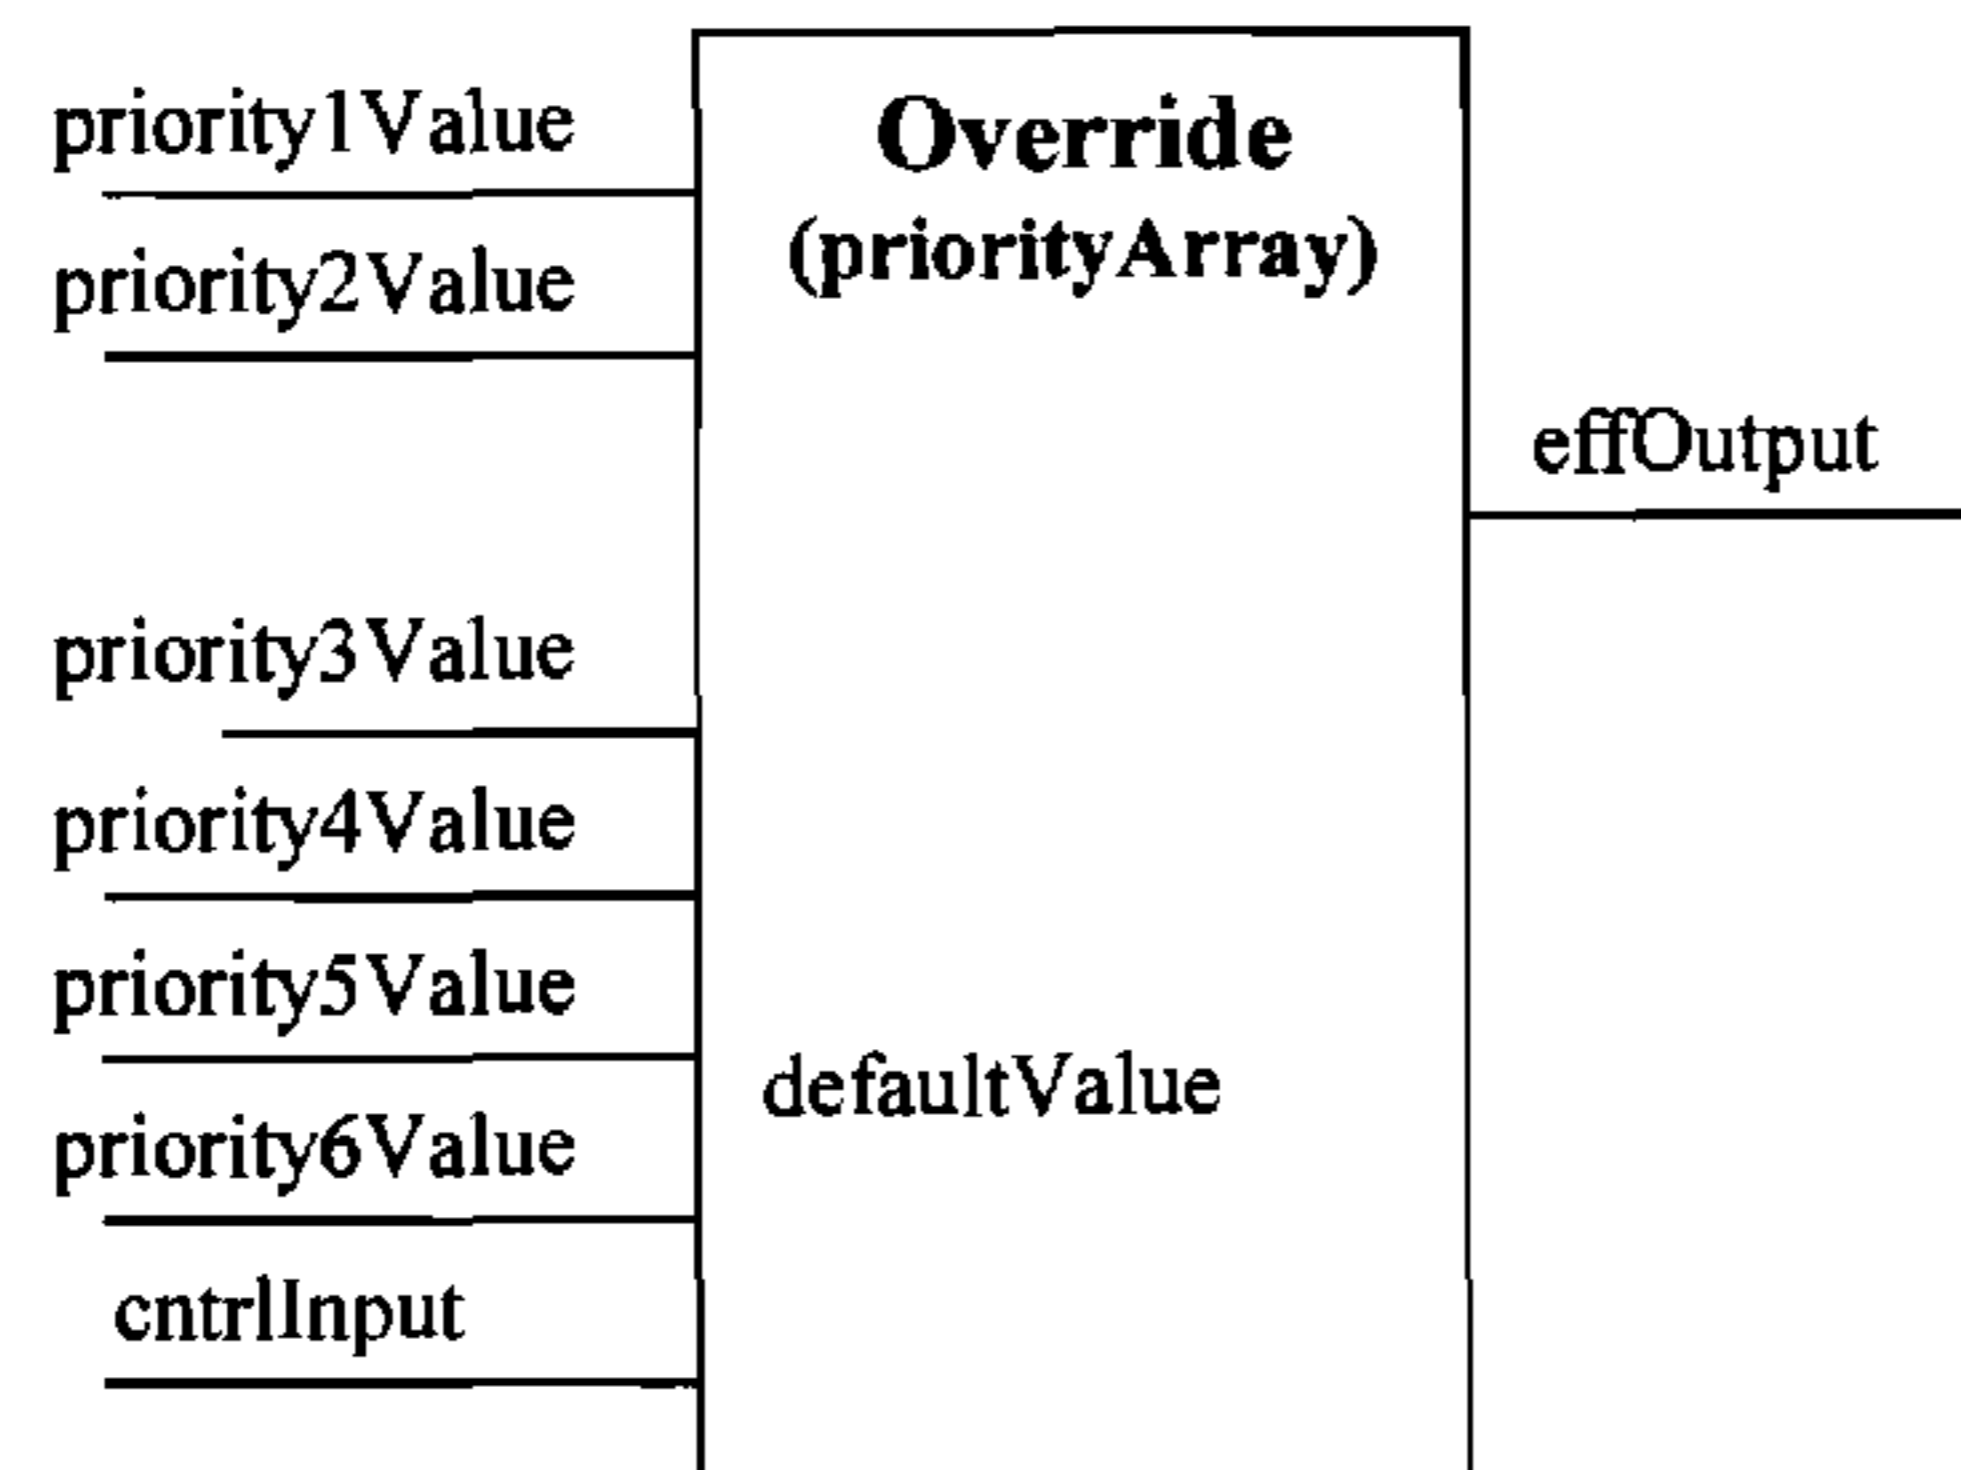 priority1Value
Override
(priorityArray)
priority2Value
effOutput
priority3Value
priority4Value
priority5Value
defaultValue
priority6Value
cntrlInput